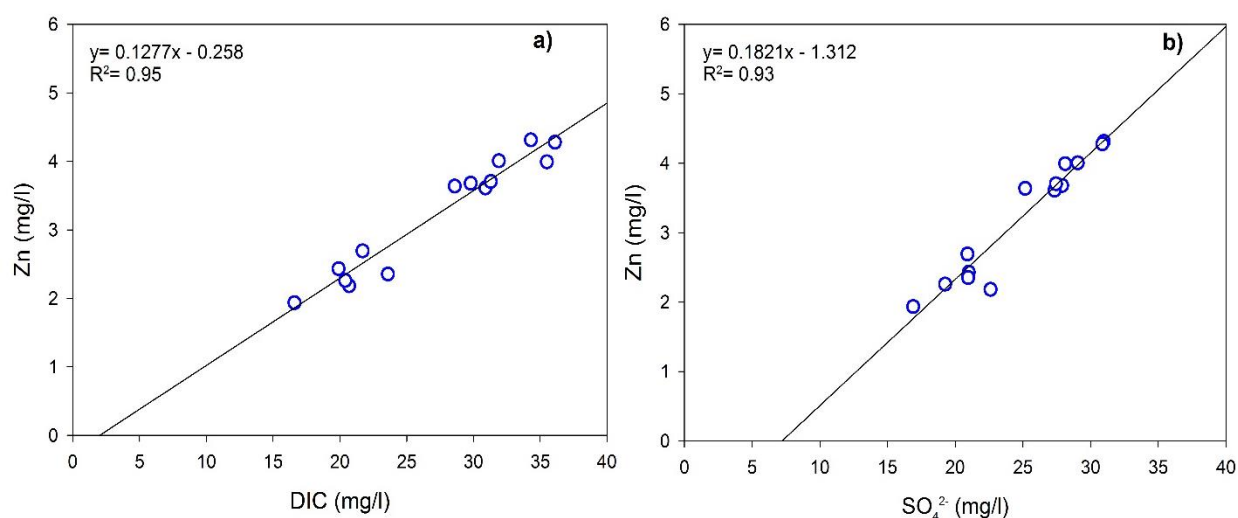 a)
y= 0.1277x - 0.258
R²= 0.95
6
5
4
3
2
1
0
Zn (mg/l)
0 5 10 15 20 25 30 35 40
DIC (mg/l)
b)
y= 0.1821x - 1.312
R²= 0.93
6
5
4
3
2
1
0
Zn (mg/l)
0 5 10 15 20 25 30 35 40
SO₄²⁻ (mg/l)